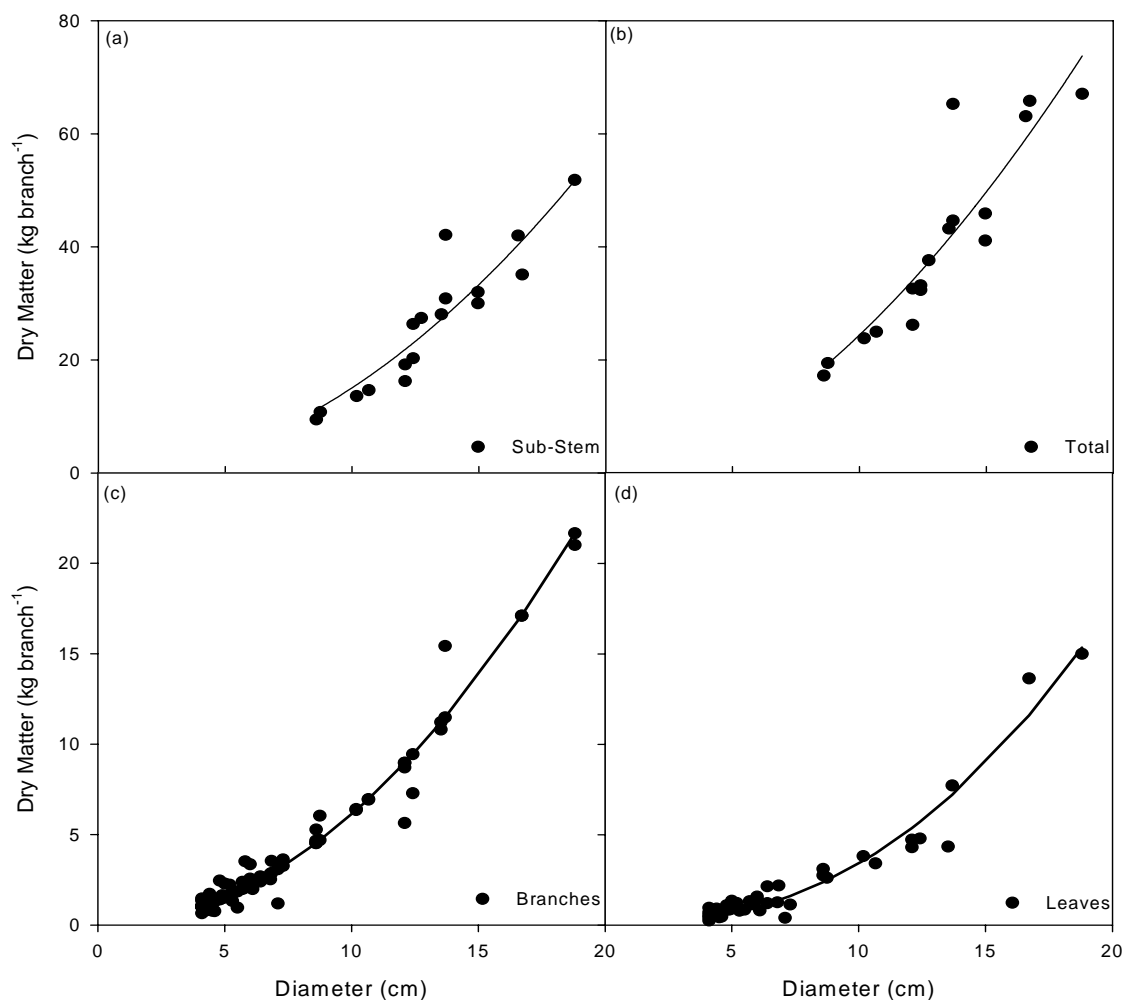 (a)
(b)
80
60
40
20
0
Dry Matter (kg branch⁻¹)
Sub-Stem
Total
(c)
(d)
20
15
10
5
0
Dry Matter (kg branch⁻¹)
Branches
Leaves
0 5 10 15 20 5 10 15 20
Diameter (cm)
Diameter (cm)